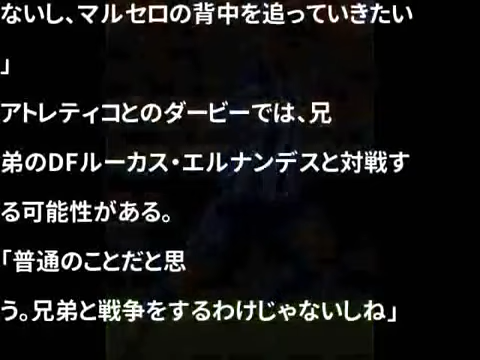 ないし、マルセロの背中を追っていきたい
」
アトレティコとのダービーでは、兄
弟のDFルーカス・エルナンデスと対戦す
る可能性がある。
「普通のことだと思
う。兄弟と戦争をするわけじゃないしね」